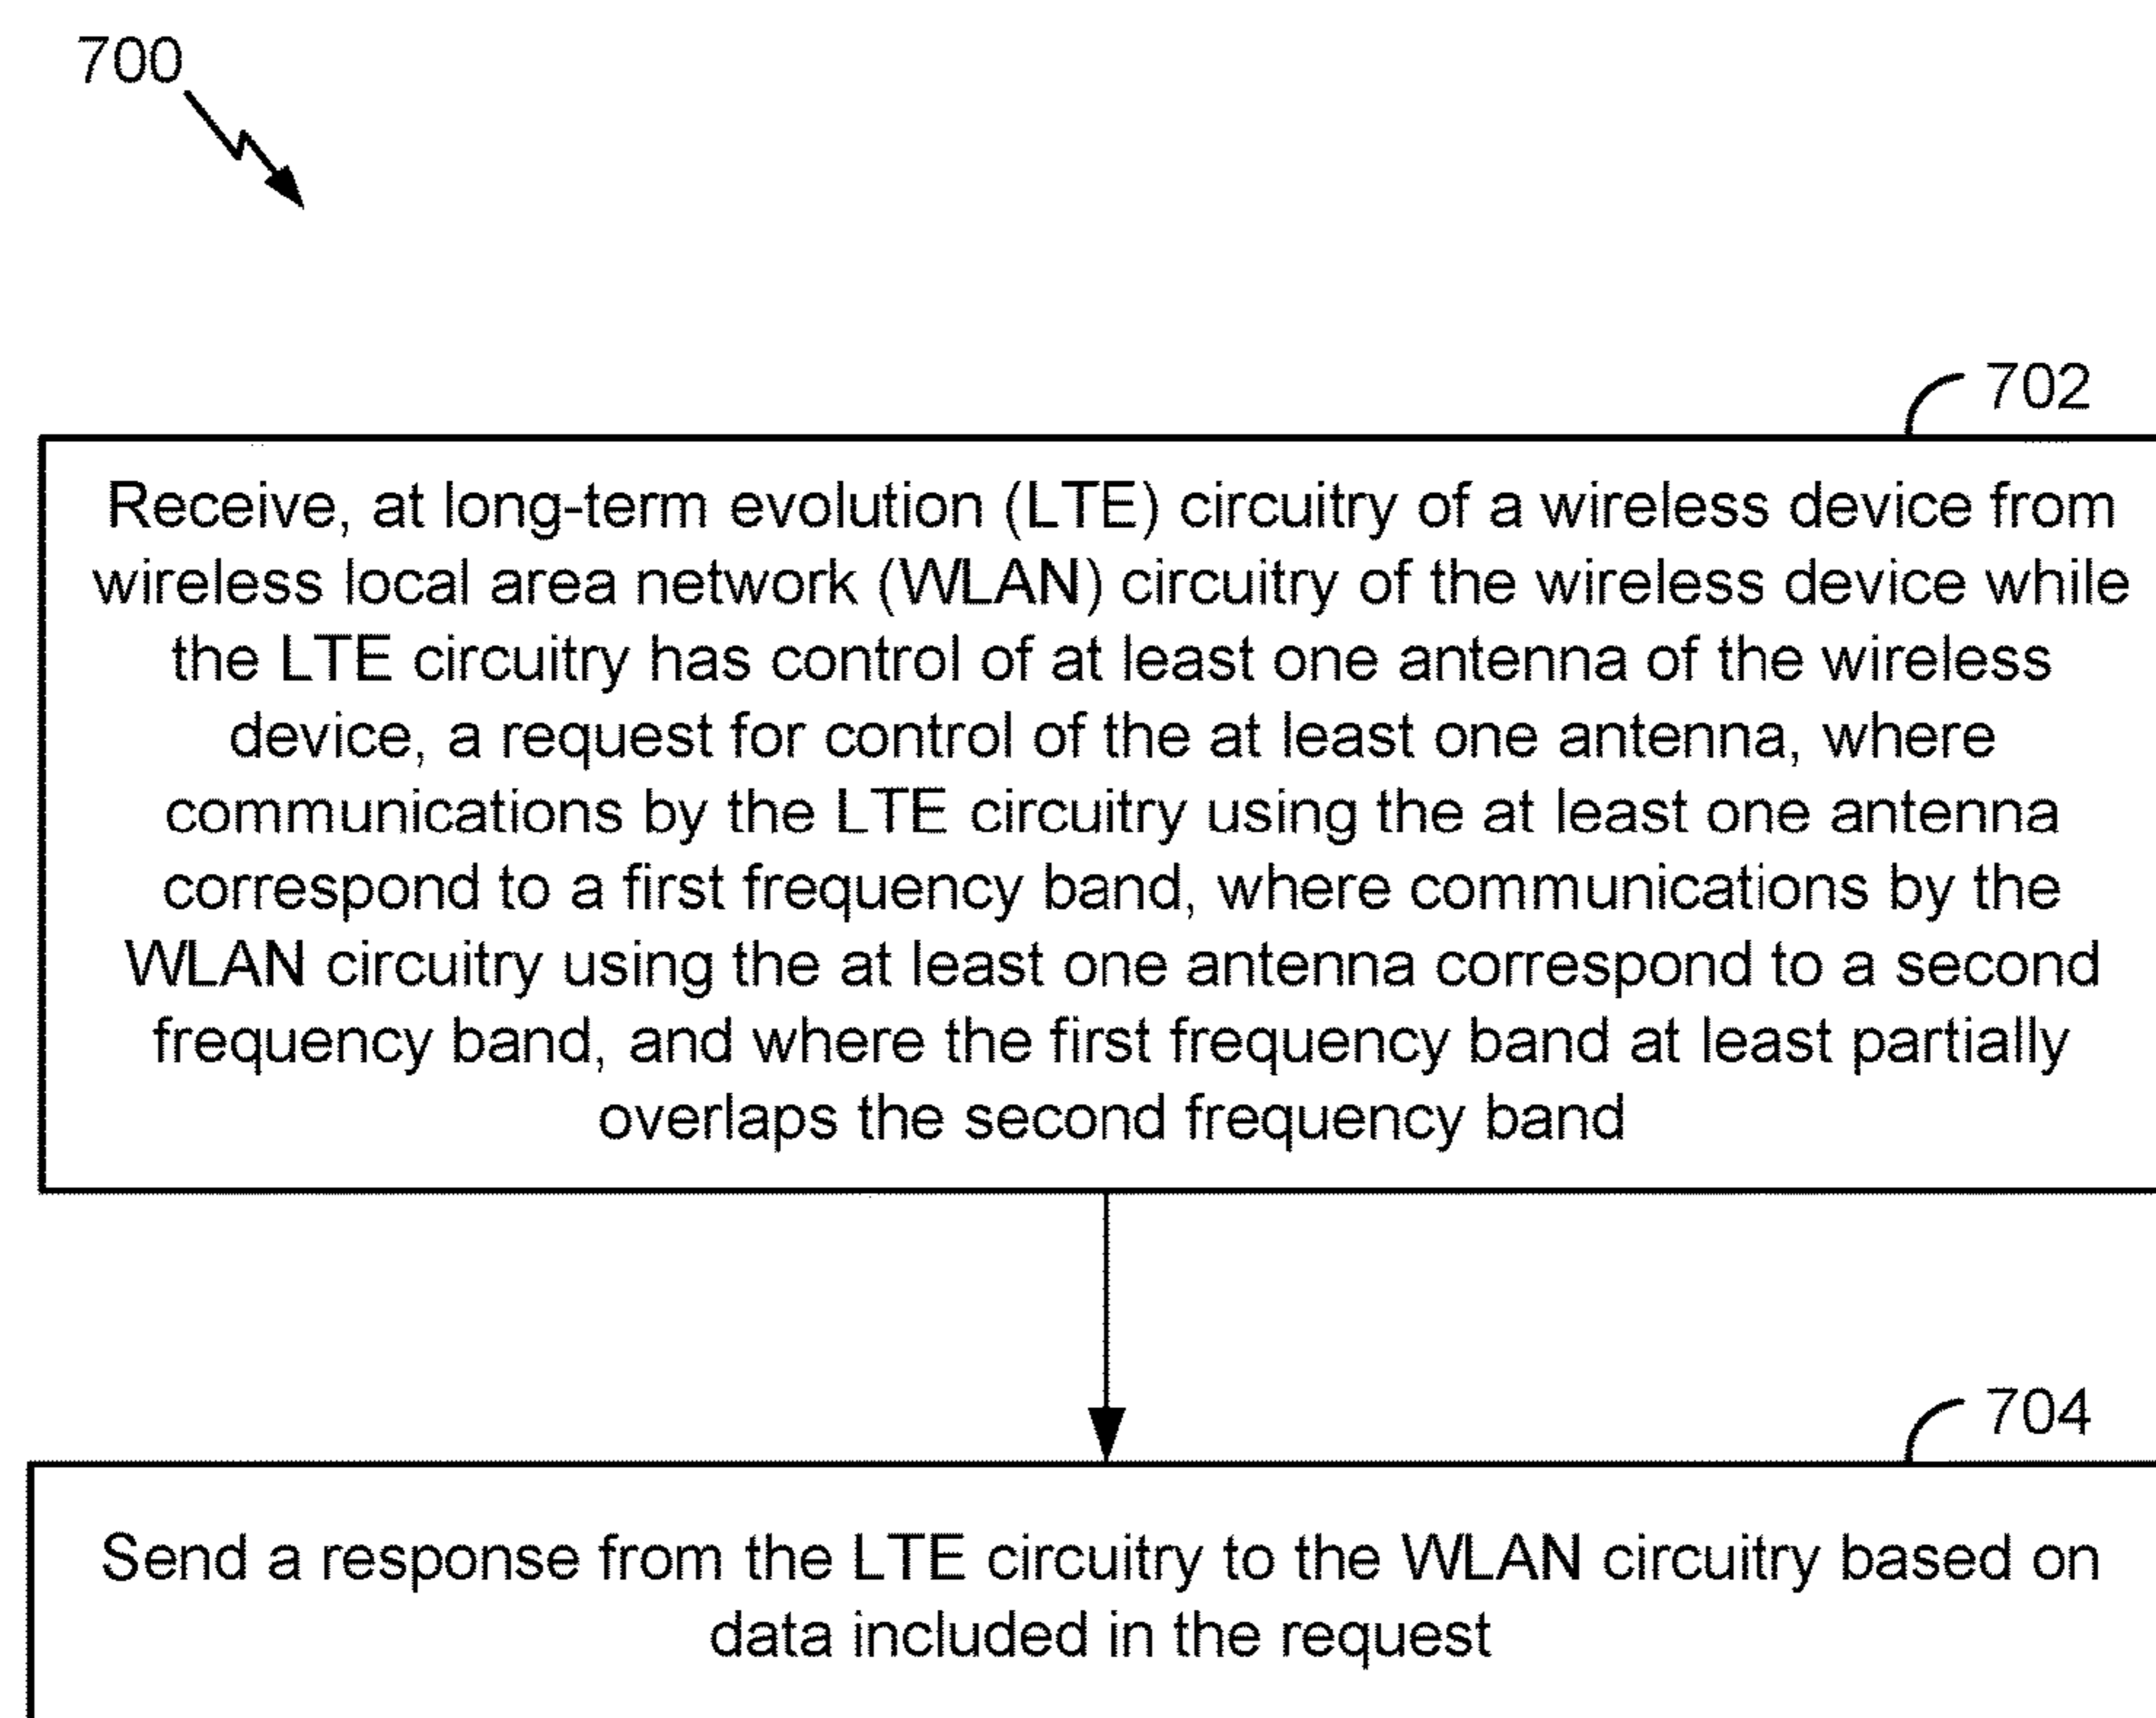 700
702
Receive, at long-term evolution (LTE) circuitry of a wireless device from
wireless local area network (WLAN) circuitry of the wireless device while
the LTE circuitry has control of at least one antenna of the wireless
device, a request for control of the at least one antenna, where
communications by the LTE circuitry using the at least one antenna
correspond to a first frequency band, where communications by the
WLAN circuitry using the at least one antenna correspond to a second
frequency band, and where the first frequency band at least partially
overlaps the second frequency band
704
Send a response from the LTE circuitry to the WLAN circuitry based on
data included in the request